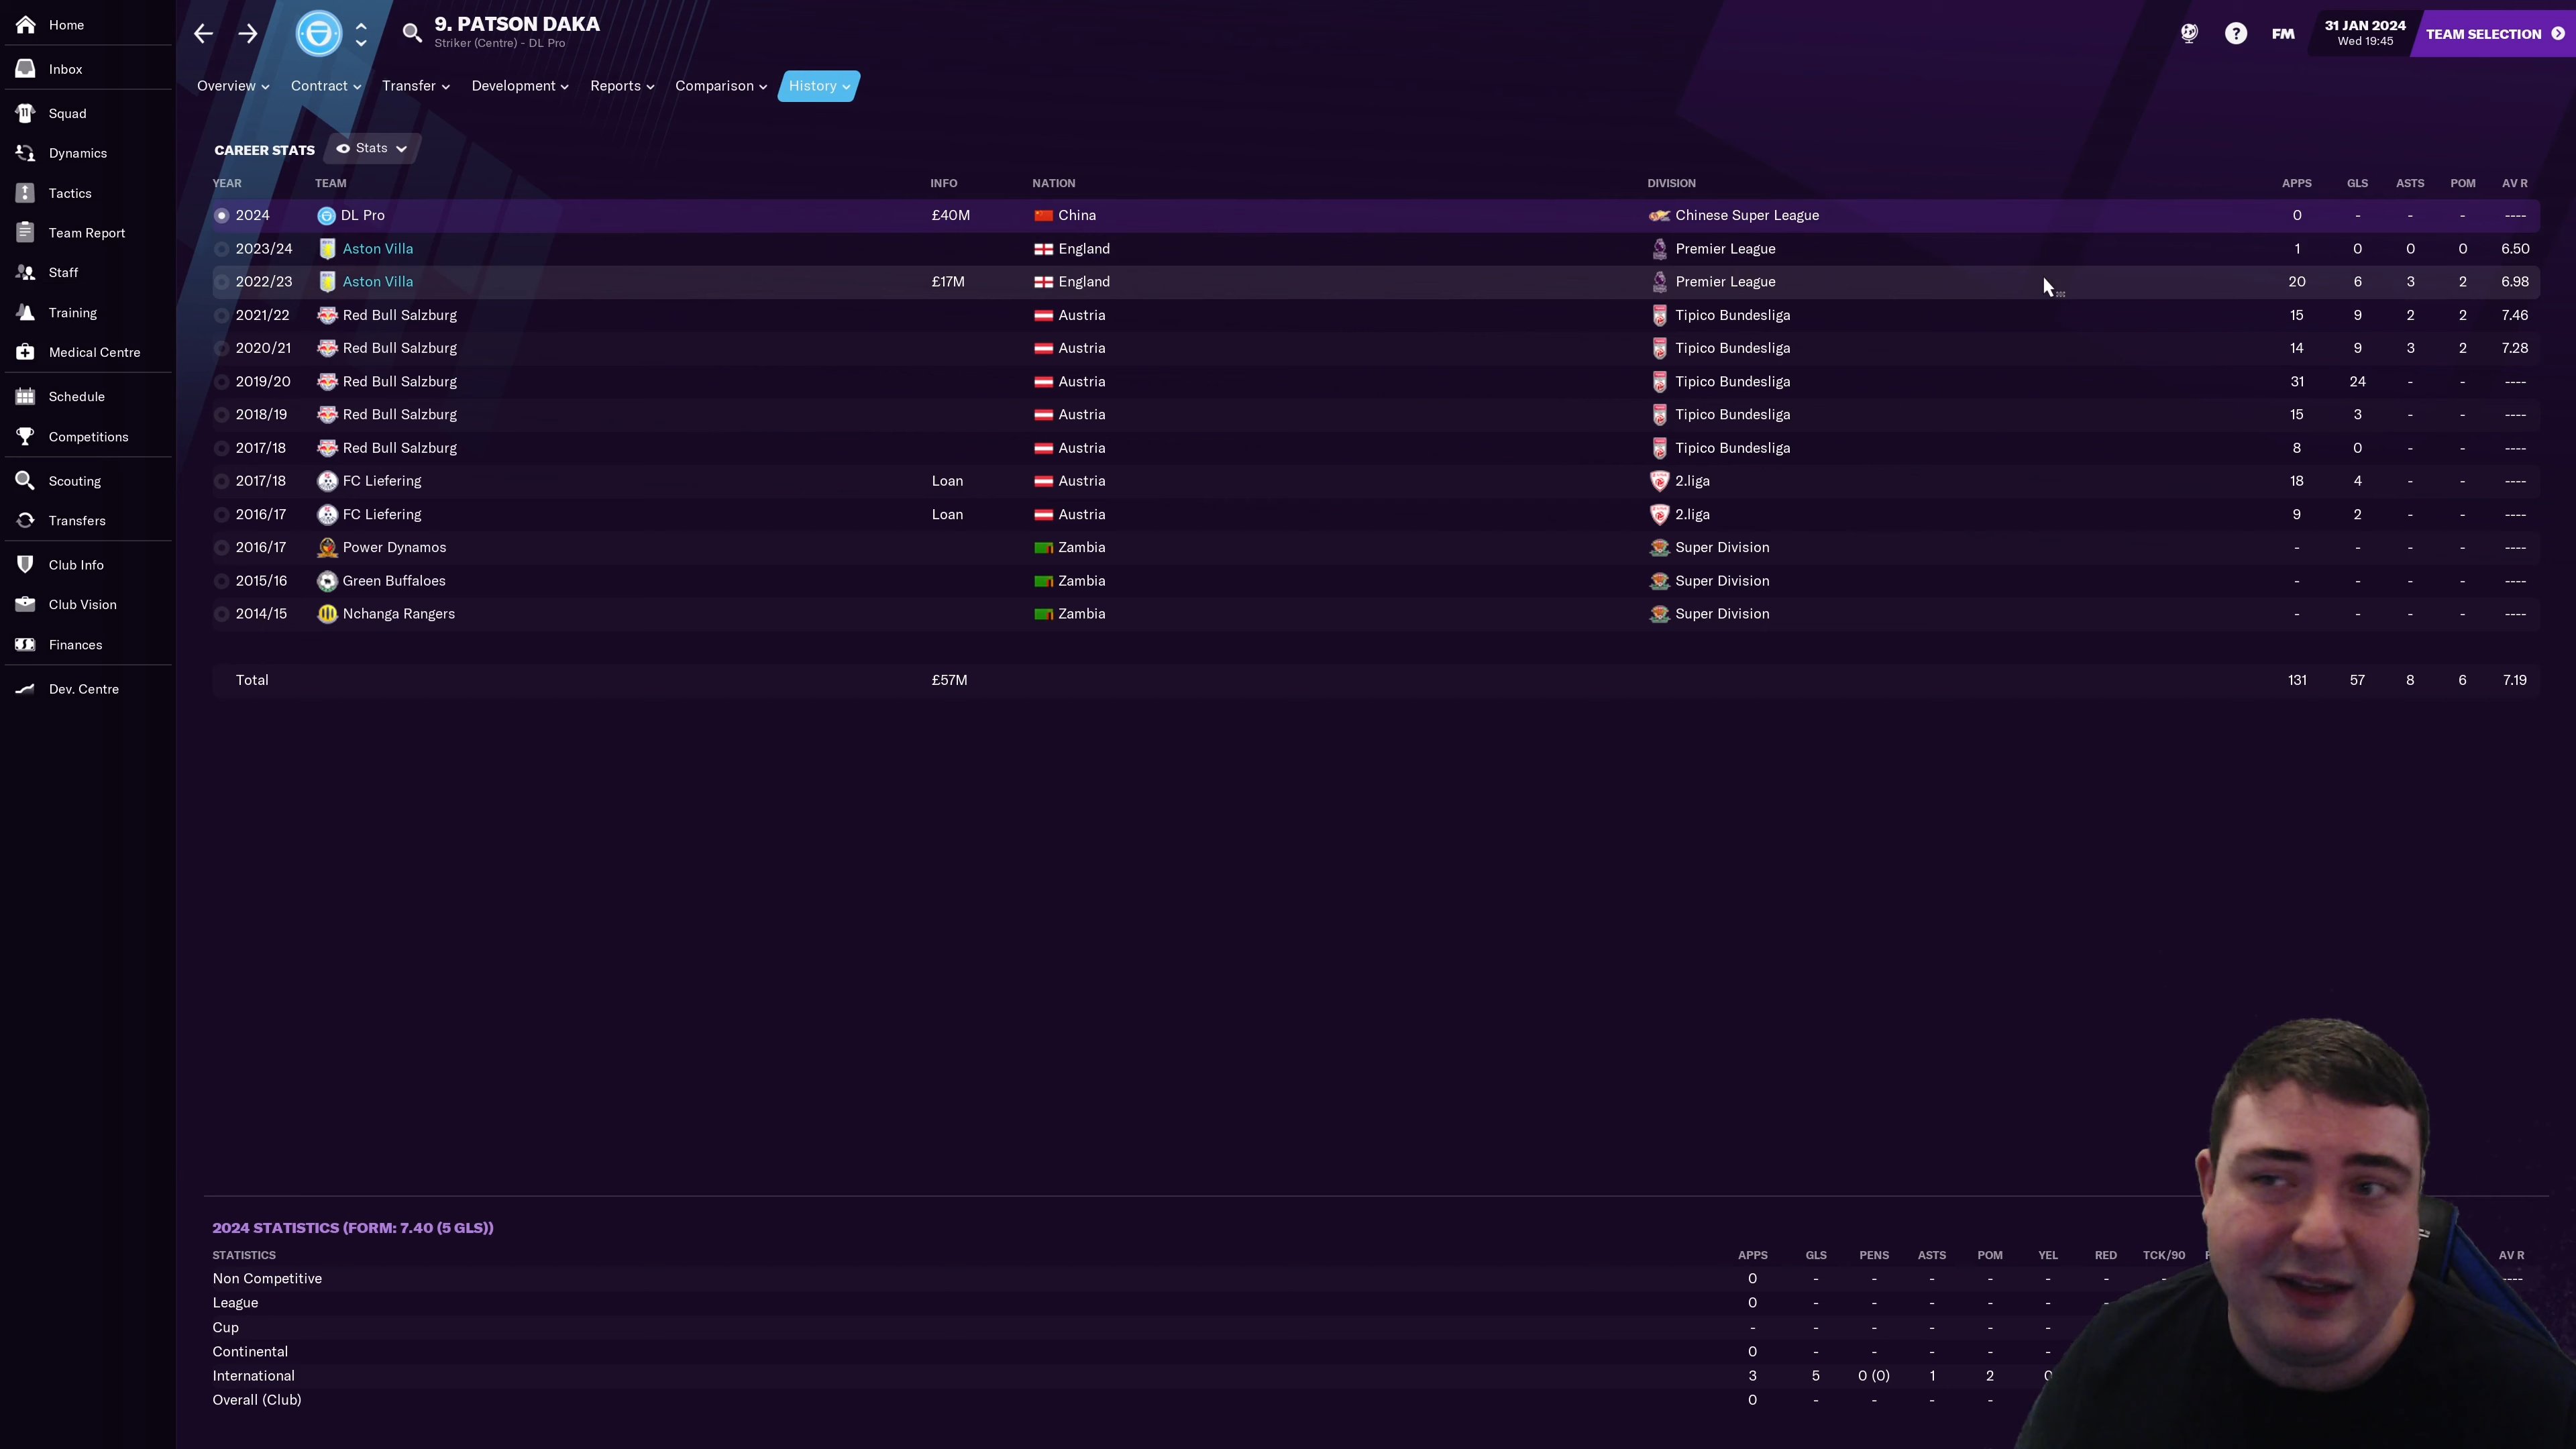 Home
Inbox
Squad
Dynamics
Tactics
Team Report
Staff
Training
Medical Centre
Schedule
Competitions
Scouting
Transfers
Club Info
Club Vision
Finances
Dev. Centre
9. PATSON DAKA
Striker (Centre) - DL Pro
? FM 31 JAN 2024 TEAM SELECTION
Wed 19:45
Overview Contract Transfer Development Reports Comparison History
CAREER STATS Stats
YEAR TEAM INFO NATION DIVISION APPS GLS ASTS POM AV R
2024 DL Pro £40M China Chinese Super League 0 - - - ----
2023/24 Aston Villa England Premier League 1 0 0 0 6.50
2022/23 Aston Villa £17M England Premier League 20 6 3 2 6.98
2021/22 Red Bull Salzburg Austria Tipico Bundesliga 15 9 2 2 7.46
2020/21 Red Bull Salzburg Austria Tipico Bundesliga 14 9 3 2 7.28
2019/20 Red Bull Salzburg Austria Tipico Bundesliga 31 24 - - ----
2018/19 Red Bull Salzburg Austria Tipico Bundesliga 15 3 - - ----
2017/18 Red Bull Salzburg Austria Tipico Bundesliga 8 0 - - ----
2017/18 FC Liefering Loan Austria 2.liga 18 4 - - ----
2016/17 FC Liefering Loan Austria 2.liga 9 2 - - ----
2016/17 Power Dynamos Zambia Super Division - - - - ----
2015/16 Green Buffaloes Zambia Super Division - - - - ----
2014/15 Nchanga Rangers Zambia Super Division - - - - ----
Total £57M 131 57 8 6 7.19
2024 STATISTICS (FORM: 7.40 (5 GLS))
STATISTICS APPS GLS PENS ASTS POM YEL RED TCK/90 AV R
Non Competitive 0 - - - - - - - ----
League 0 - - - - - -
Cup - - - - - -
Continental 0 - - - - -
International 3 5 0 (0) 1 2 0
Overall (Club) 0 - - - -